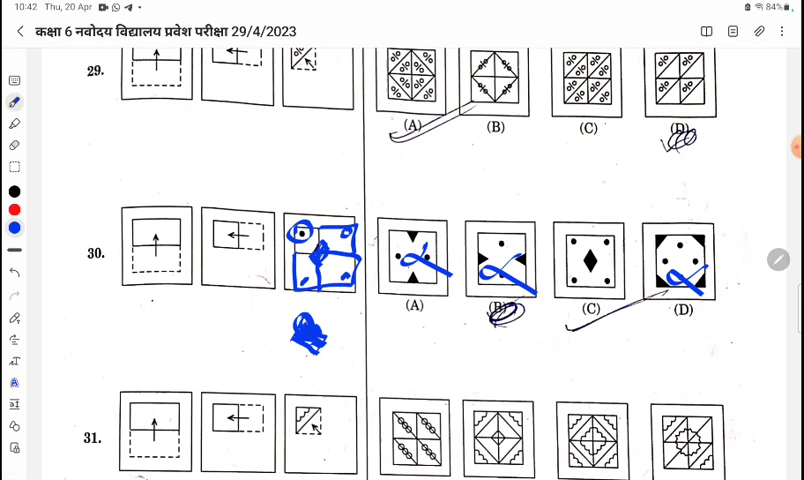 10:42 Thu, 20 Apr
84%
कक्षा 6 नवोदय विद्यालय प्रवेश परीक्षा 29/4/2023
29.
(A) (B) (C) (D)
30.
(A) (B) (C) (D)
31.